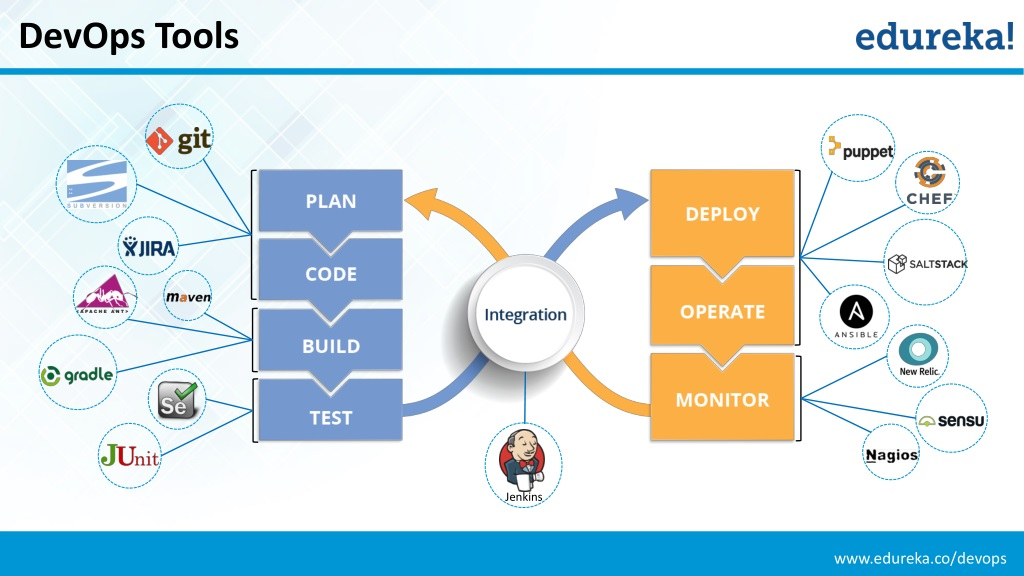 DevOps Tools
edureka!
git
SUBVERSION
JIRA
APACHE ANT
maven
gradle
Se
JUnit
PLAN
CODE
BUILD
TEST
Integration
Jenkins
DEPLOY
OPERATE
MONITOR
puppet
CHEF
SALTSTACK
A
ANSIBLE
New Relic.
sensu
Nagios
www.edureka.co/devops